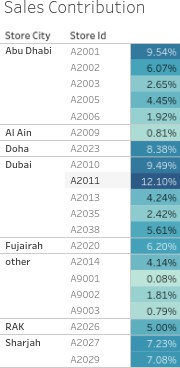 Sales Contribution
Store City Store Id
Abu Dhabi A2001 9.54%
A2002 6.07%
A2003 2.65%
A2005 4.45%
A2006 1.92%
Al Ain A2009 0.81%
Doha A2023 8.38%
Dubai A2010 9.49%
A2011 12.10%
A2013 4.24%
A2035 2.42%
A2038 5.61%
Fujairah A2020 6.20%
other A2014 4.14%
A9001 0.08%
A9002 1.81%
A9003 0.79%
RAK A2026 5.00%
Sharjah A2027 7.23%
A2029 7.08%